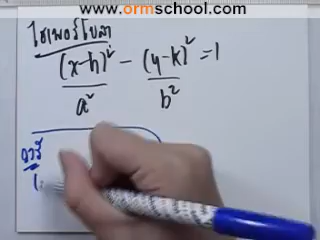 www.ormschool.com
ไฮเพอร์โบลา
(x-h)²/a² - (y-k)²/b² = 1